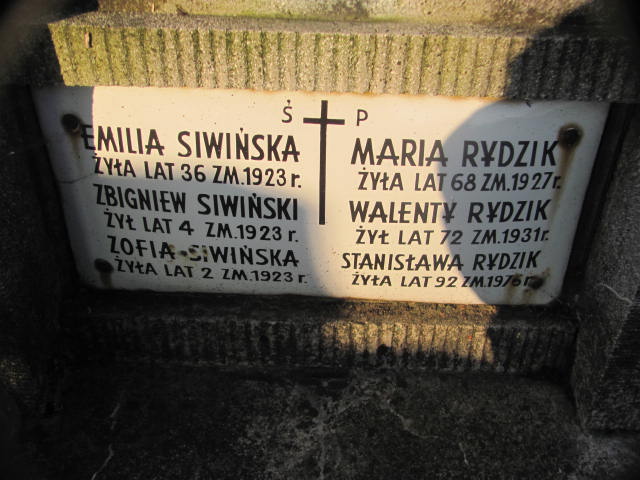 Ś P
EMILIA SIWIŃSKA
ŻYŁA LAT 36 ZM.1923 r.
ZBIGNIEW SIWIŃSKI
ŻYŁ LAT 4 ZM.1923 r.
ZOFIA SIWIŃSKA
ŻYŁA LAT 2 ZM.1923 r.
MARIA RYDZIK
ŻYŁA LAT 68 ZM.1927 r.
WALENTY RYDZIK
ŻYŁ LAT 72 ZM.1931r.
STANISŁAWA RYDZIK
ŻYŁA LAT 92 ZM.1976 r.